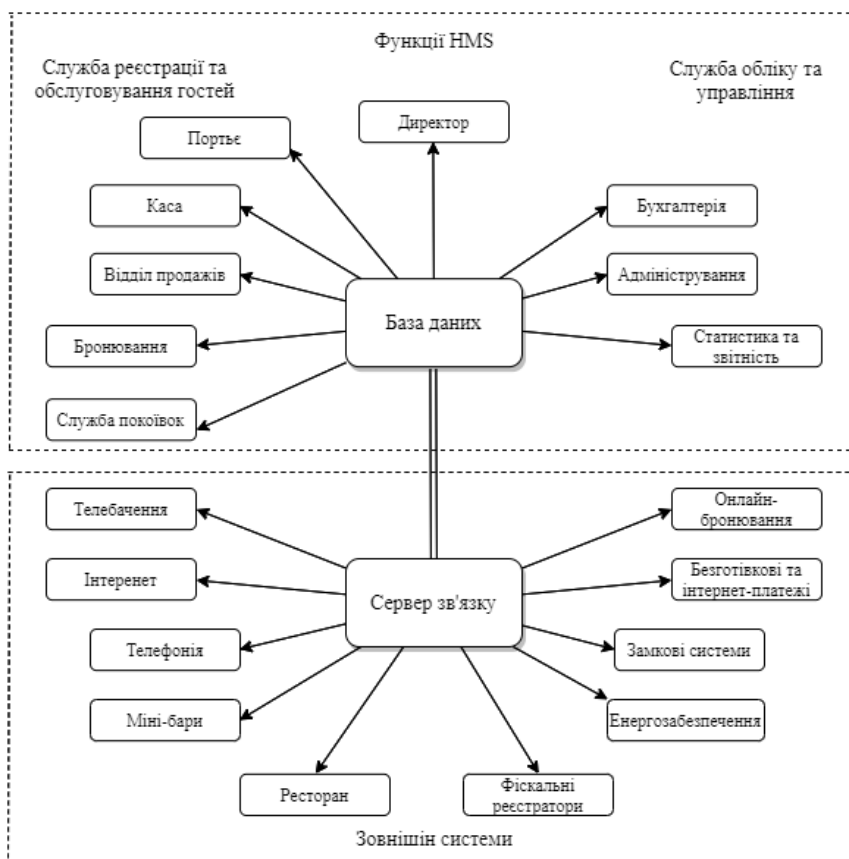 Функції HMS
Служба реєстрації та
обслуговування гостей
Служба обліку та
управління
Портьє
Директор
Каса
Бухгалтерія
Відділ продажів
Адміністрування
База даних
Бронювання
Статистика та
звітність
Служба покоївок
Телебачення
Онлайн-
бронювання
Інтеренет
Безготівкові та
інтернет-платежі
Сервер зв'язку
Телефонія
Замкові системи
Міні-бари
Енергозабезпечення
Ресторан
Фіскальні
реєстратори
Зовнішін системи